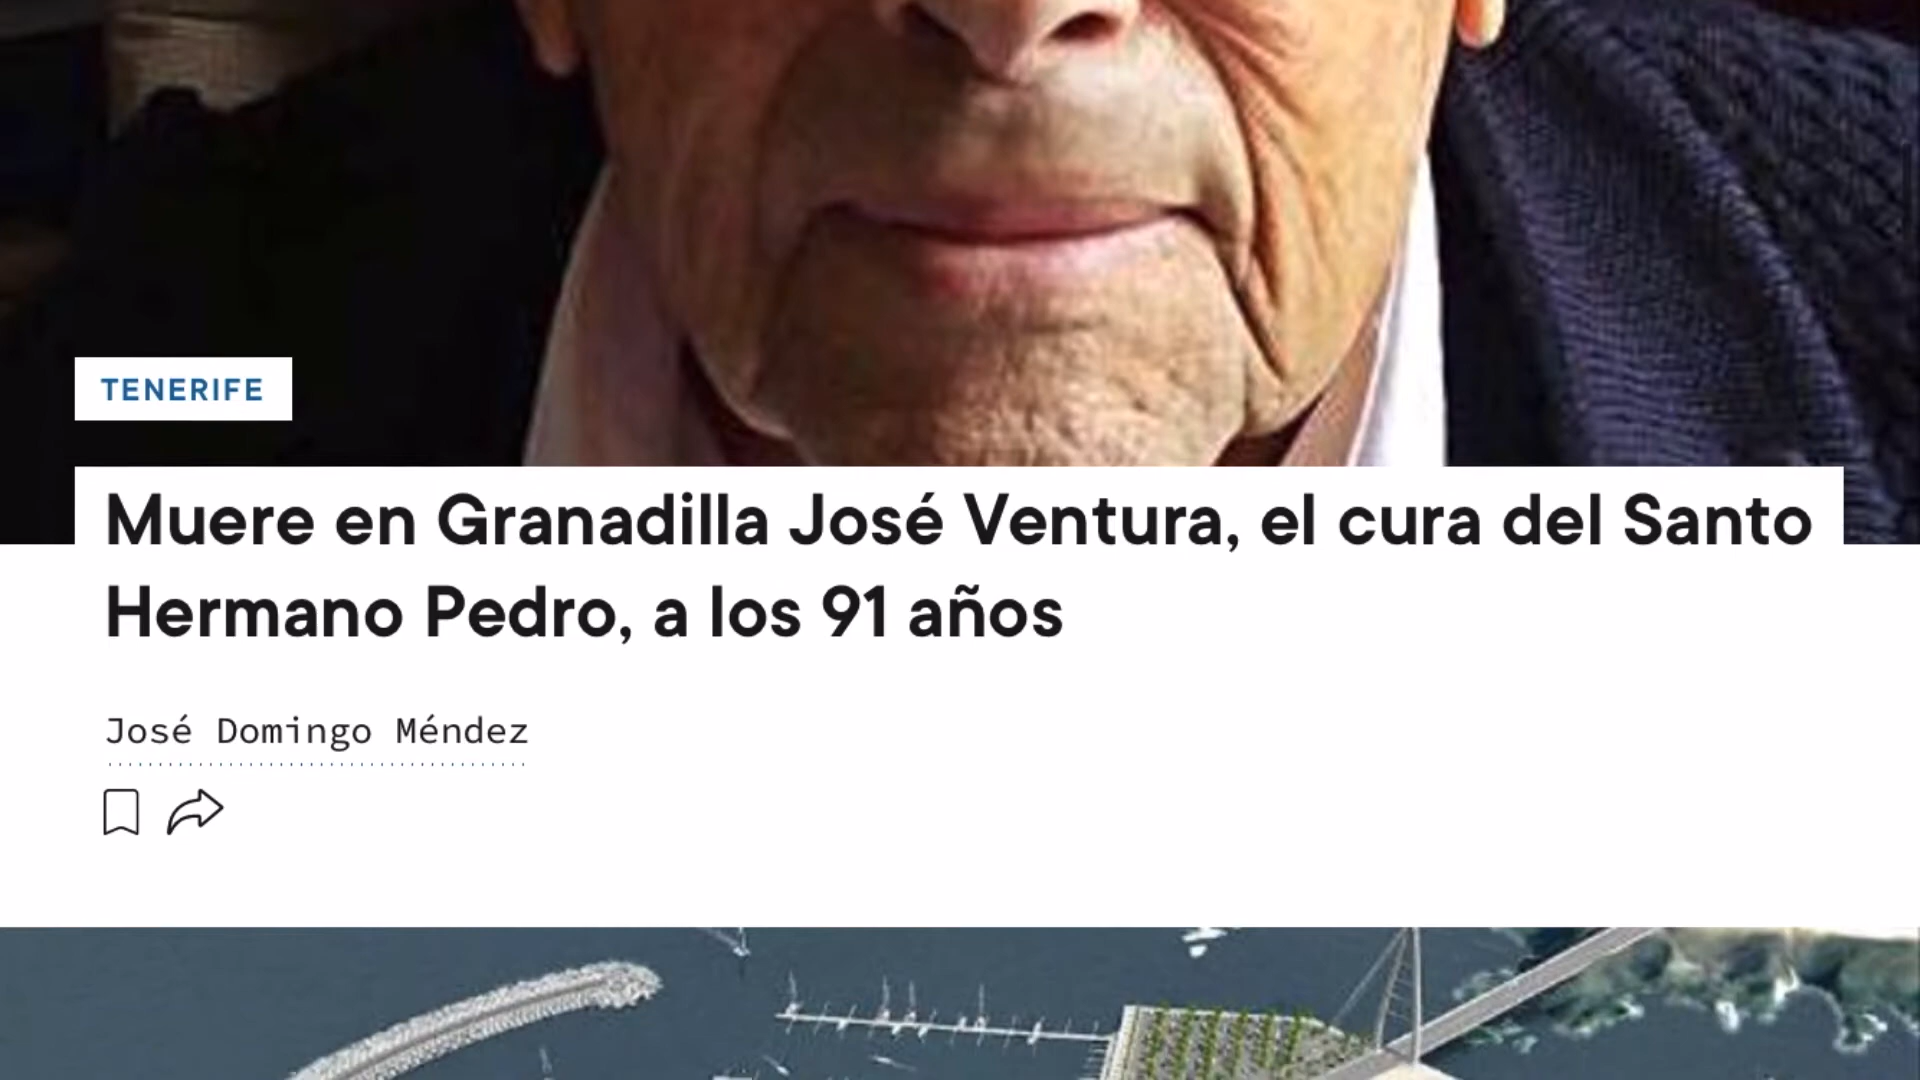 TENERIFE
Muere en Granadilla José Ventura, el cura del Santo
Hermano Pedro, a los 91 años
José Domingo Méndez